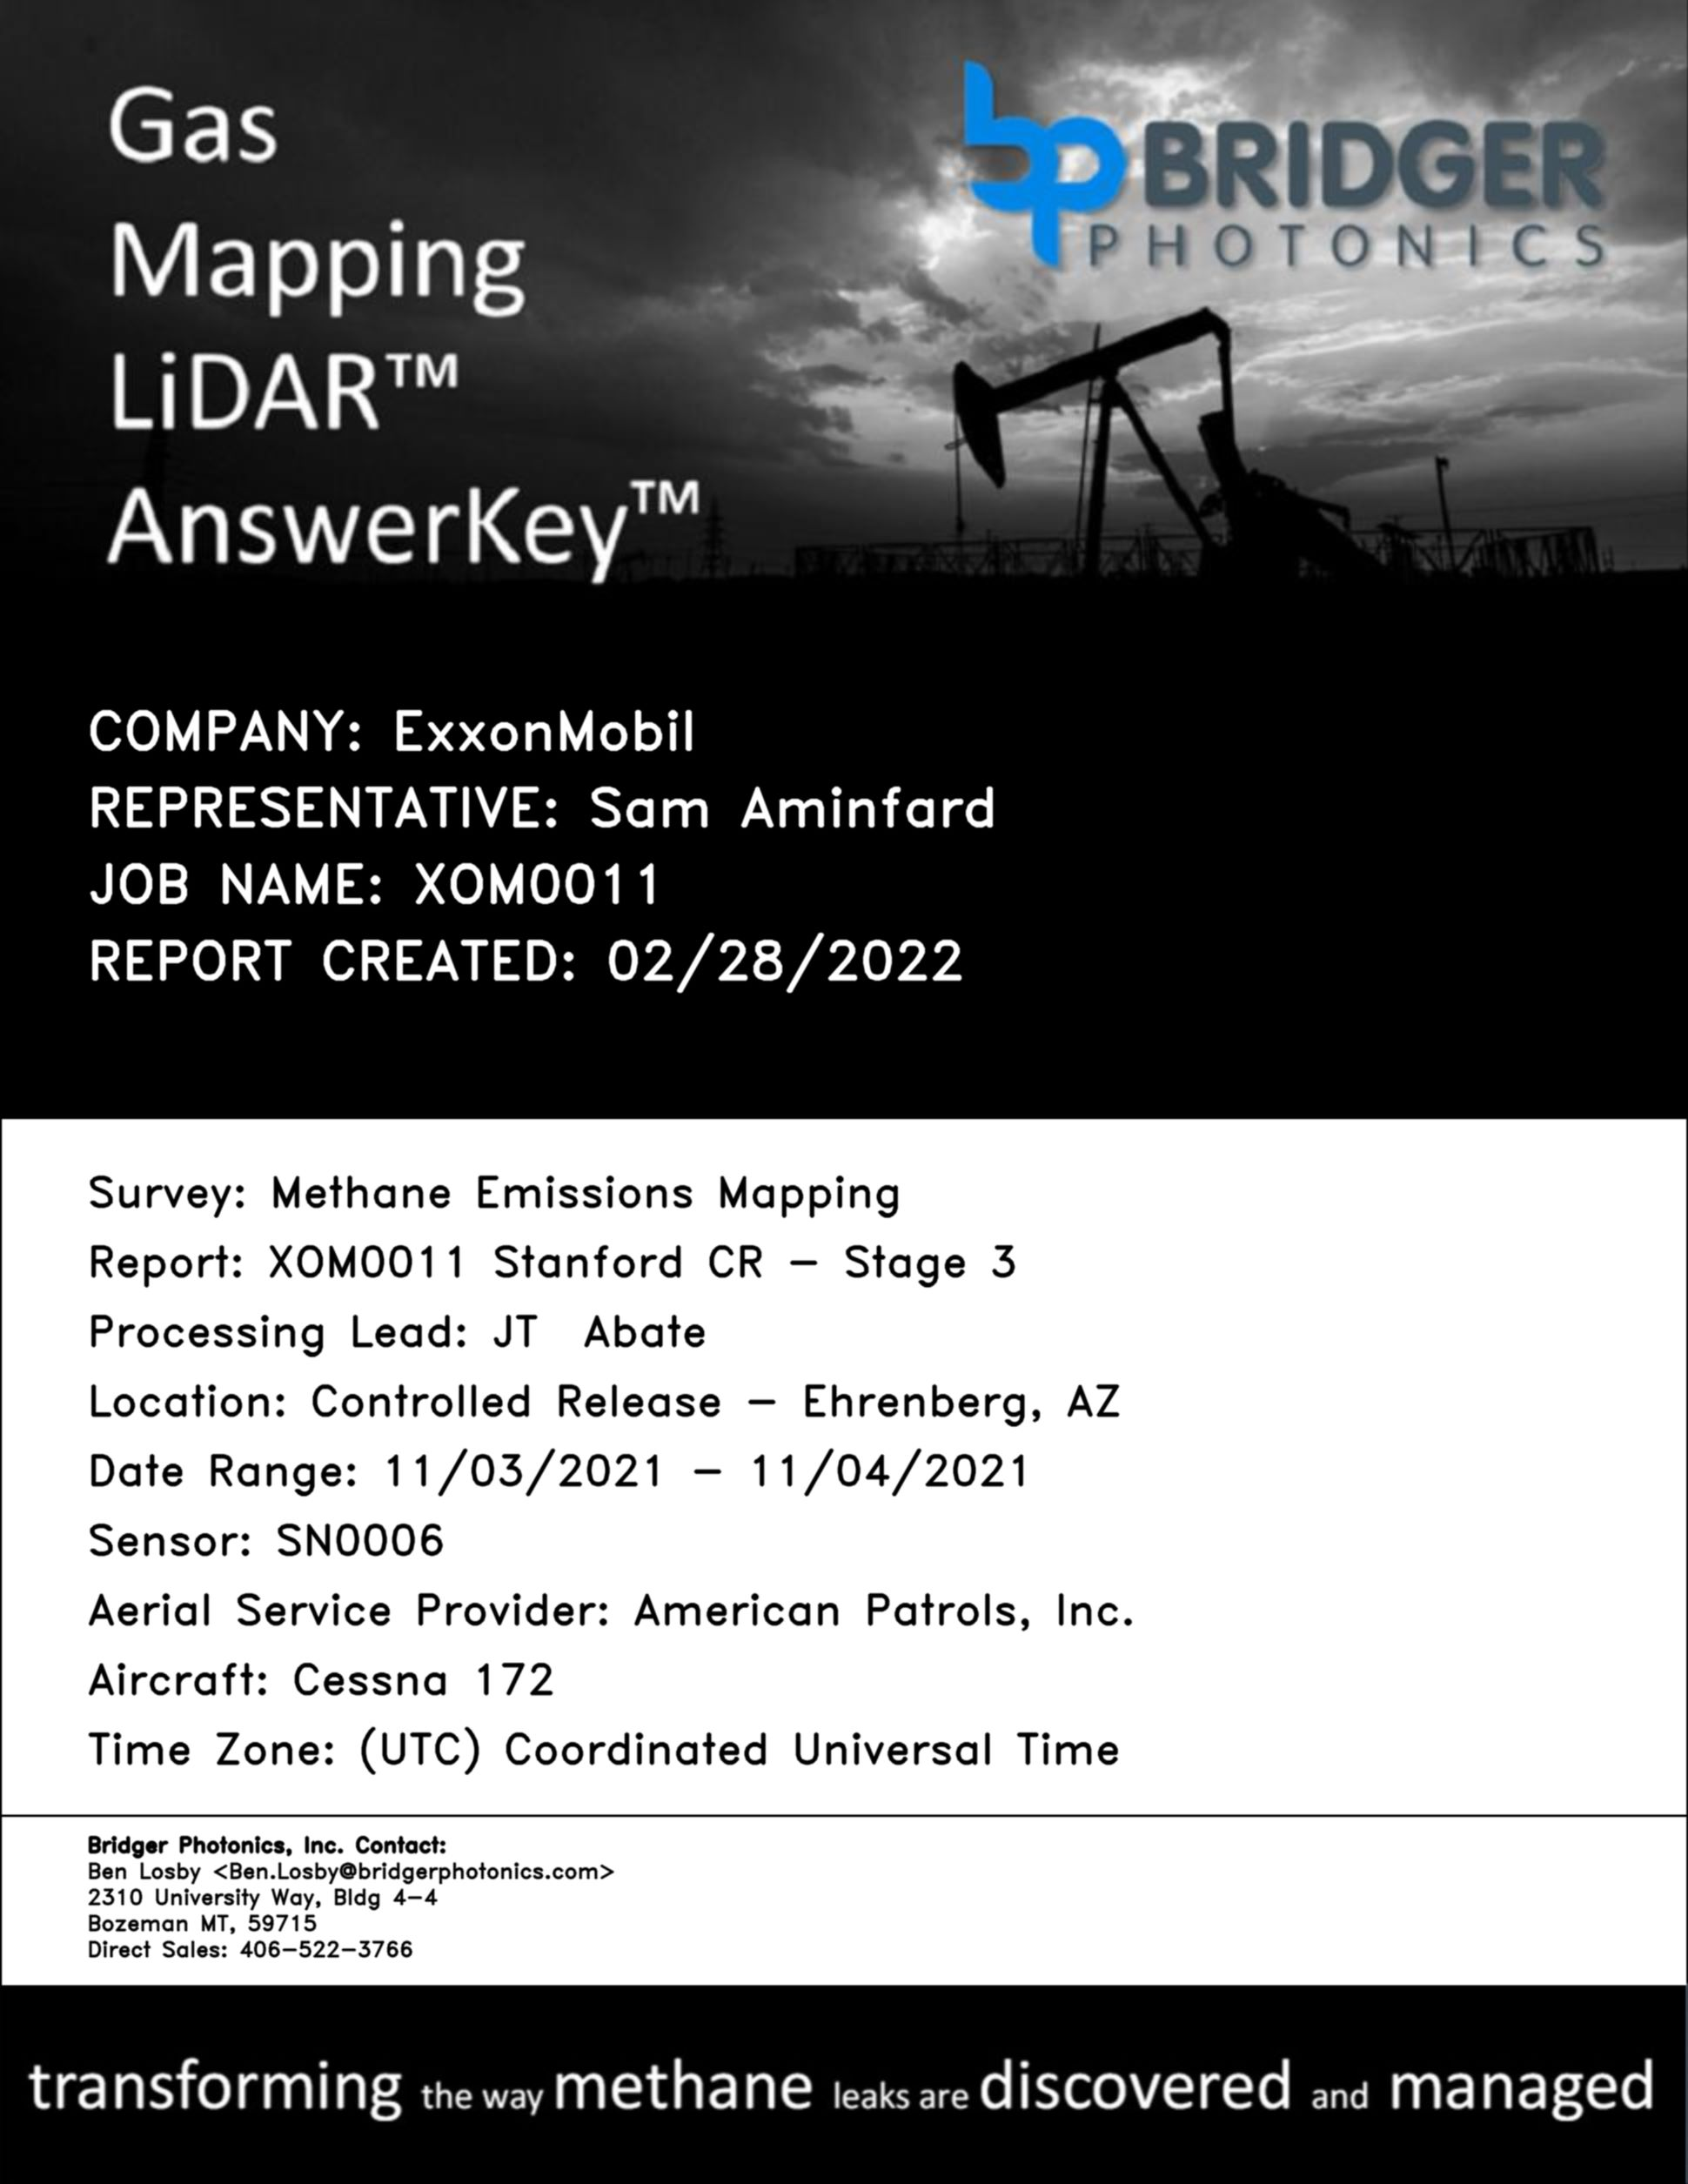 Gas
Mapping
LiDAR™
AnswerKey™
BRIDGER
PHOTONICS
COMPANY: ExxonMobil
REPRESENTATIVE: Sam Aminfard
JOB NAME: XOM0011
REPORT CREATED: 02/28/2022
Survey: Methane Emissions Mapping
Report: XOM0011 Stanford CR – Stage 3
Processing Lead: JT  Abate
Location: Controlled Release – Ehrenberg, AZ
Date Range: 11/03/2021 – 11/04/2021
Sensor: SN0006
Aerial Service Provider: American Patrols, Inc.
Aircraft: Cessna 172
Time Zone: (UTC) Coordinated Universal Time
Bridger Photonics, Inc. Contact:
Ben Losby <Ben.Losby@bridgerphotonics.com>
2310 University Way, Bldg 4–4
Bozeman MT, 59715
Direct Sales: 406–522–3766
transforming the way methane leaks are discovered and managed